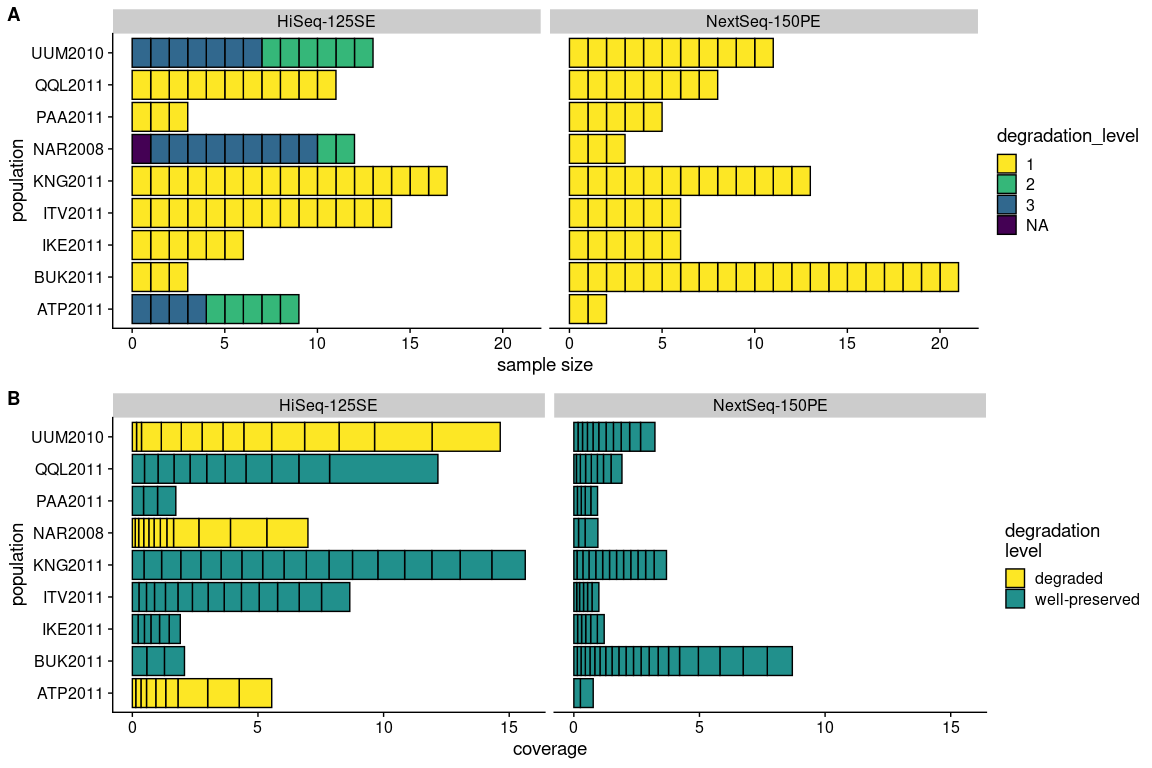 A
HiSeq-125SE
NextSeq-150PE
population
UUM2010
QQL2011
PAA2011
NAR2008
KNG2011
ITV2011
IKE2011
BUK2011
ATP2011
0 5 10 15 20
0 5 10 15 20
sample size
degradation_level
1
2
3
NA
B
HiSeq-125SE
NextSeq-150PE
population
UUM2010
QQL2011
PAA2011
NAR2008
KNG2011
ITV2011
IKE2011
BUK2011
ATP2011
0 5 10 15
0 5 10 15
coverage
degradation
level
degraded
well-preserved